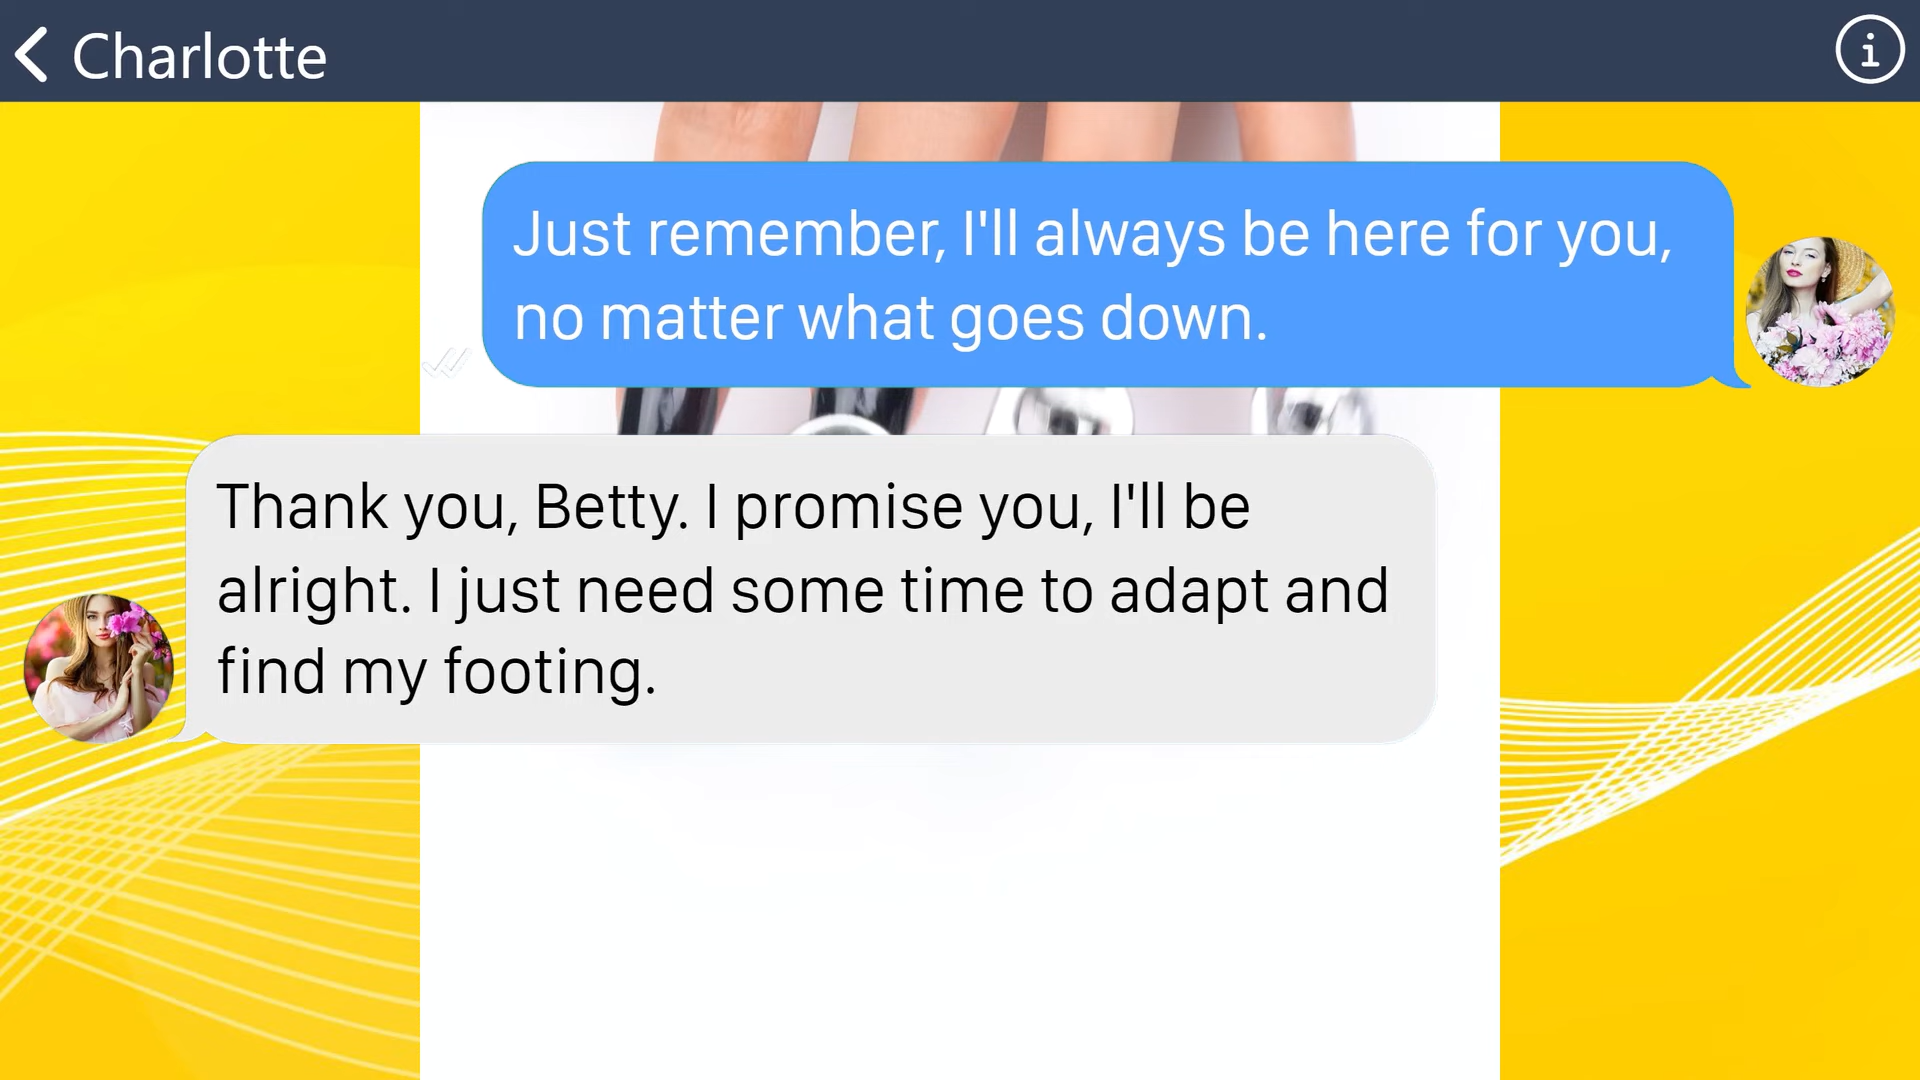 Charlotte
Just remember, I'll always be here for you,
no matter what goes down.
Thank you, Betty. I promise you, I'll be
alright. I just need some time to adapt and
find my footing.